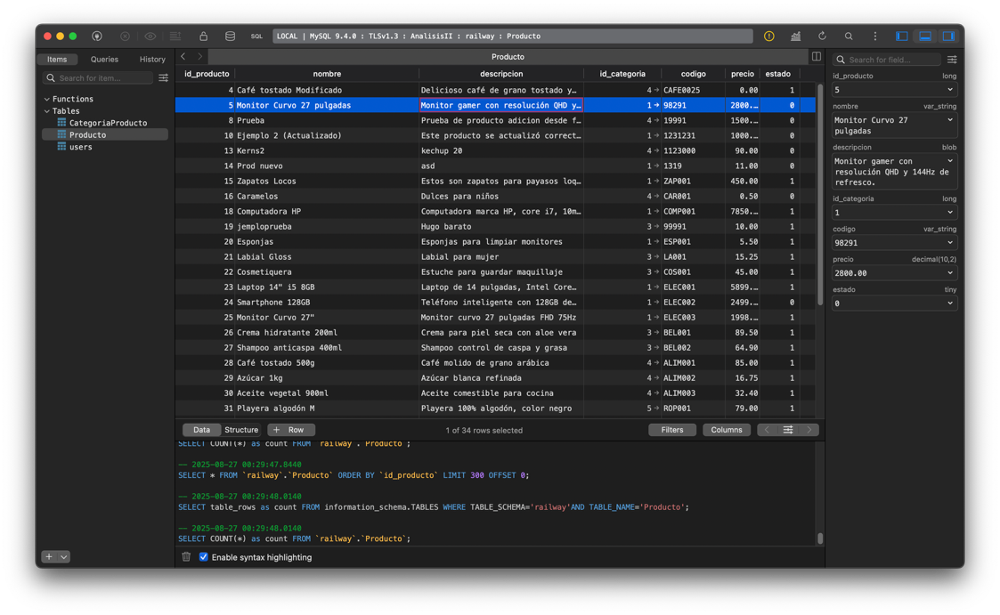 SQL LOCAL | MySQL 9.4.0 : TLSv1.3 : AnalisisII : railway : Producto
Items Queries History
Search for item...
Functions
Tables
CategoriaProducto
Producto
users
Producto
id_producto nombre descripcion id_categoria codigo precio estado
4 Café tostado Modificado Delicioso café de grano tostado y… 4 → CAFE0025 0.00 1
5 Monitor Curvo 27 pulgadas Monitor gamer con resolución QHD y… 1 → 98291 2800.… 0
8 Prueba Prueba de producto adicion desde f… 4 → 19991 1500.… 0
10 Ejemplo 2 (Actualizado) Este producto se actualizó correct… 1 → 1231231 1000.… 0
13 Kerns2 kechup 20 4 → 1123000 90.00 0
14 Prod nuevo asd 1 → 1319 11.00 0
15 Zapatos Locos Estos son zapatos para payasos loq… 1 → ZAP001 450.00 1
16 Caramelos Dulces para niños 4 → CAR001 0.50 0
18 Computadora HP Computadora marca HP, core i7, 10m… 1 → COMP001 7850.… 1
19 jemploprueba Hugo barato 3 → 99991 10.00 1
20 Esponjas Esponjas para limpiar monitores 1 → ESP001 5.50 1
21 Labial Gloss Labial para mujer 3 → LA001 15.25 1
22 Cosmetiquera Estuche para guardar maquillaje 3 → COS001 45.00 1
23 Laptop 14" i5 8GB Laptop de 14 pulgadas, Intel Core… 1 → ELEC001 5899.… 1
24 Smartphone 128GB Teléfono inteligente con 128GB de… 1 → ELEC002 2499.… 0
25 Monitor Curvo 27" Monitor curvo 27 pulgadas FHD 75Hz 1 → ELEC003 1998.… 1
26 Crema hidratante 200ml Crema para piel seca con aloe vera 3 → BEL001 89.50 1
27 Shampoo anticaspa 400ml Shampoo control de caspa y grasa 3 → BEL002 64.90 1
28 Café tostado 500g Café molido de grano arábica 4 → ALIM001 85.00 1
29 Azúcar 1kg Azúcar blanca refinada 4 → ALIM002 16.75 1
30 Aceite vegetal 900ml Aceite comestible para cocina 4 → ALIM003 32.40 1
31 Playera algodón M Playera 100% algodón, color negro 5 → ROP001 79.00 1
Data Structure + Row 1 of 34 rows selected Filters Columns
SELECT COUNT(*) as count FROM `railway`.`Producto`;
-- 2025-08-27 00:29:47.8440
SELECT * FROM `railway`.`Producto` ORDER BY `id_producto` LIMIT 300 OFFSET 0;
-- 2025-08-27 00:29:48.0140
SELECT table_rows as count FROM information_schema.TABLES WHERE TABLE_SCHEMA='railway'AND TABLE_NAME='Producto';
-- 2025-08-27 00:29:48.0140
SELECT COUNT(*) as count FROM `railway`.`Producto`;
Enable syntax highlighting
Search for field...
id_producto long
5
nombre var_string
Monitor Curvo 27
pulgadas
descripcion blob
Monitor gamer con
resolución QHD y 144Hz de
refresco.
id_categoria long
1
codigo var_string
98291
precio decimal(10,2)
2800.00
estado tiny
0